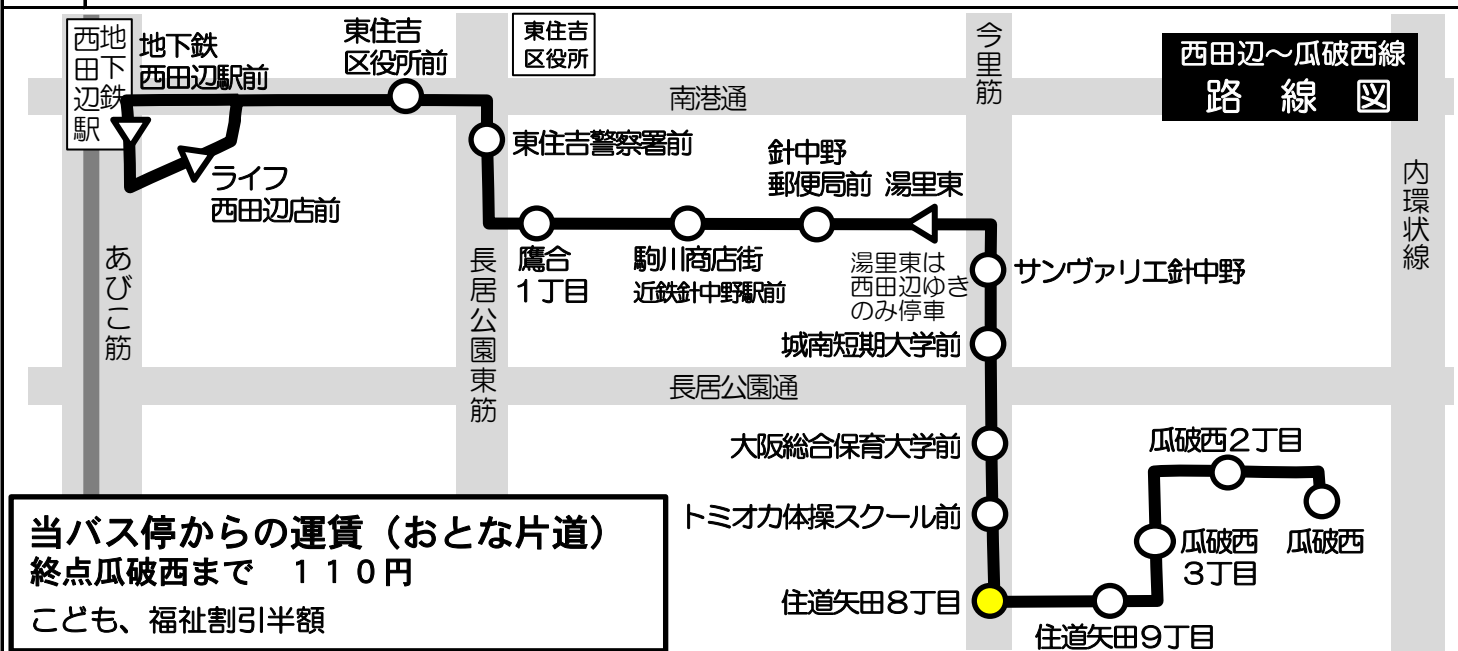 西田辺～瓜破西線
路線図
地下鉄
西田辺駅
地下鉄
西田辺駅前
東住吉
区役所前
東住吉
区役所
今里筋
南港通
東住吉警察署前
針中野
郵便局前
湯里東
内環状線
ライフ
西田辺店前
あびこ筋
長居公園東筋
鷹合
1丁目
駒川商店街
近鉄針中野駅前
湯里東は
西田辺ゆき
のみ停車
サンヴァリエ針中野
城南短期大学前
長居公園通
大阪総合保育大学前
瓜破西2丁目
トミオカ体操スクール前
瓜破西
3丁目
瓜破西
住道矢田8丁目
住道矢田9丁目
当バス停からの運賃（おとな片道）
終点瓜破西まで　１１０円
こども、福祉割引半額